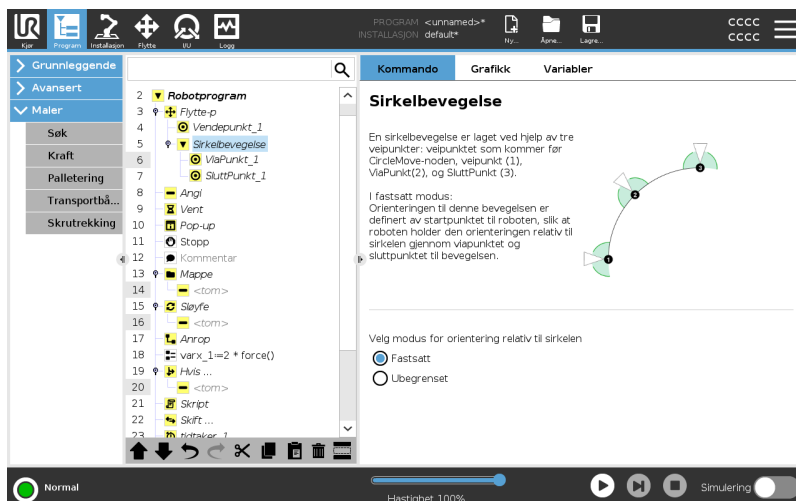 PROGRAM <unnamed>*
INSTALLASJON default*
CCCC
CCCC
Kjør
Program
Installasjon
Flytte
I/U
Logg
Ny...
Åpne...
Lagre...
Grunnleggende
Avansert
Maler
Søk
Kraft
Palletering
Transportbå...
Skrutrekking
2 Robotprogram
3 Flytte-p
4 Vendepunkt_1
5 Sirkelbevegelse
6 ViaPunkt_1
7 SluttPunkt_1
8 Angi
9 Vent
10 Pop-up
11 Stopp
12 Kommentar
13 Mappe
14 <tom>
15 Sløyfe
16 <tom>
17 Anrop
18 varx_1:=2 * force()
19 Hvis ...
20 <tom>
21 Skript
22 Skift ...
23 tidtaker_1
Kommando
Grafikk
Variabler
Sirkelbevegelse
En sirkelbevegelse er laget ved hjelp av tre
veipunkter: veipunktet som kommer før
CircleMove-noden, veipunkt (1),
ViaPunkt(2), og SluttPunkt (3).
I fastsatt modus:
Orienteringen til denne bevegelsen er
definert av startpunktet til roboten, slik at
roboten holder den orienteringen relativ til
sirkelen gjennom viapunktet og
sluttpunktet til bevegelsen.
1
2
3
Velg modus for orientering relativ til sirkelen
Fastsatt
Ubegrenset
Normal
Hastighet 100%
Simulering